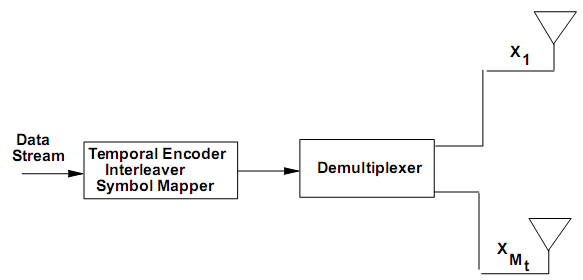 Data
Stream
Temporal Encoder
Interleaver
Symbol Mapper
Demultiplexer
X1
XMt